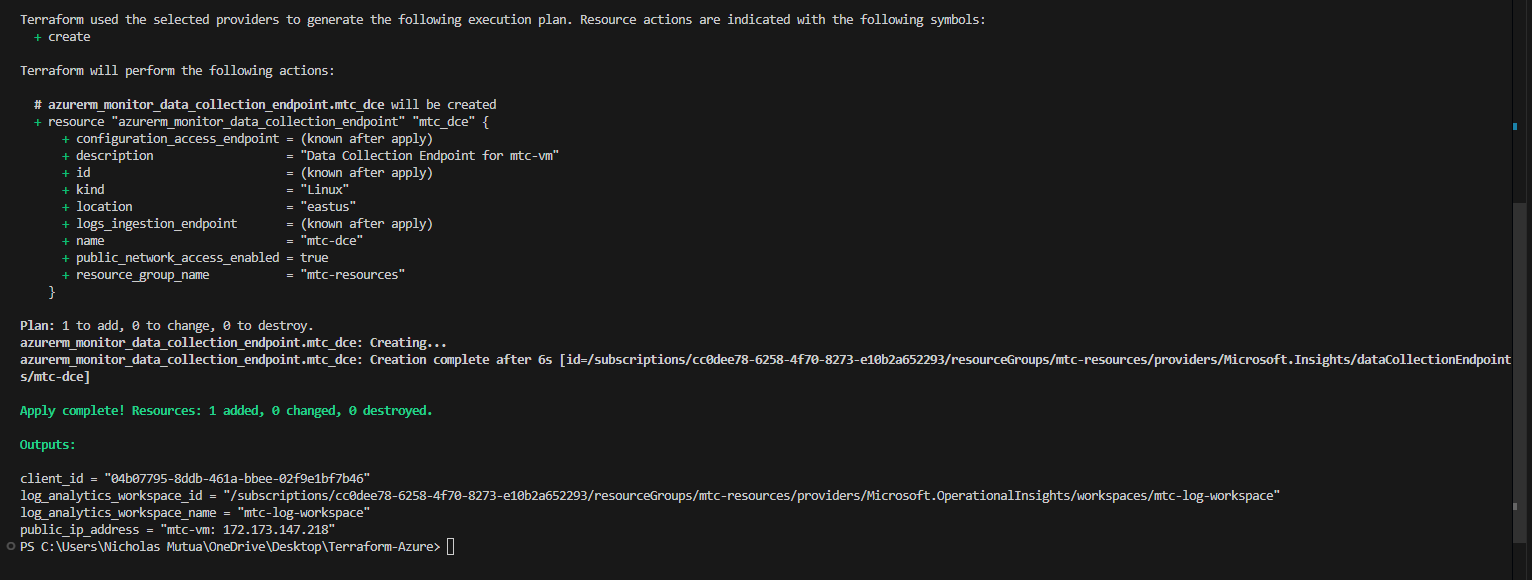 Terraform used the selected providers to generate the following execution plan. Resource actions are indicated with the following symbols:
  + create
Terraform will perform the following actions:
  # azurerm_monitor_data_collection_endpoint.mtc_dce will be created
  + resource "azurerm_monitor_data_collection_endpoint" "mtc_dce" {
      + configuration_access_endpoint = (known after apply)
      + description                   = "Data Collection Endpoint for mtc-vm"
      + id                            = (known after apply)
      + kind                          = "Linux"
      + location                      = "eastus"
      + logs_ingestion_endpoint       = (known after apply)
      + name                          = "mtc-dce"
      + public_network_access_enabled = true
      + resource_group_name           = "mtc-resources"
    }
Plan: 1 to add, 0 to change, 0 to destroy.
azurerm_monitor_data_collection_endpoint.mtc_dce: Creating...
azurerm_monitor_data_collection_endpoint.mtc_dce: Creation complete after 6s [id=/subscriptions/cc0dee78-6258-4f70-8273-e10b2a652293/resourceGroups/mtc-resources/providers/Microsoft.Insights/dataCollectionEndpoint
s/mtc-dce]
Apply complete! Resources: 1 added, 0 changed, 0 destroyed.
Outputs:
client_id = "04b07795-8ddb-461a-bbee-02f9e1bf7b46"
log_analytics_workspace_id = "/subscriptions/cc0dee78-6258-4f70-8273-e10b2a652293/resourceGroups/mtc-resources/providers/Microsoft.OperationalInsights/workspaces/mtc-log-workspace"
log_analytics_workspace_name = "mtc-log-workspace"
public_ip_address = "mtc-vm: 172.173.147.218"
PS C:\Users\Nicholas Mutua\OneDrive\Desktop\Terraform-Azure>